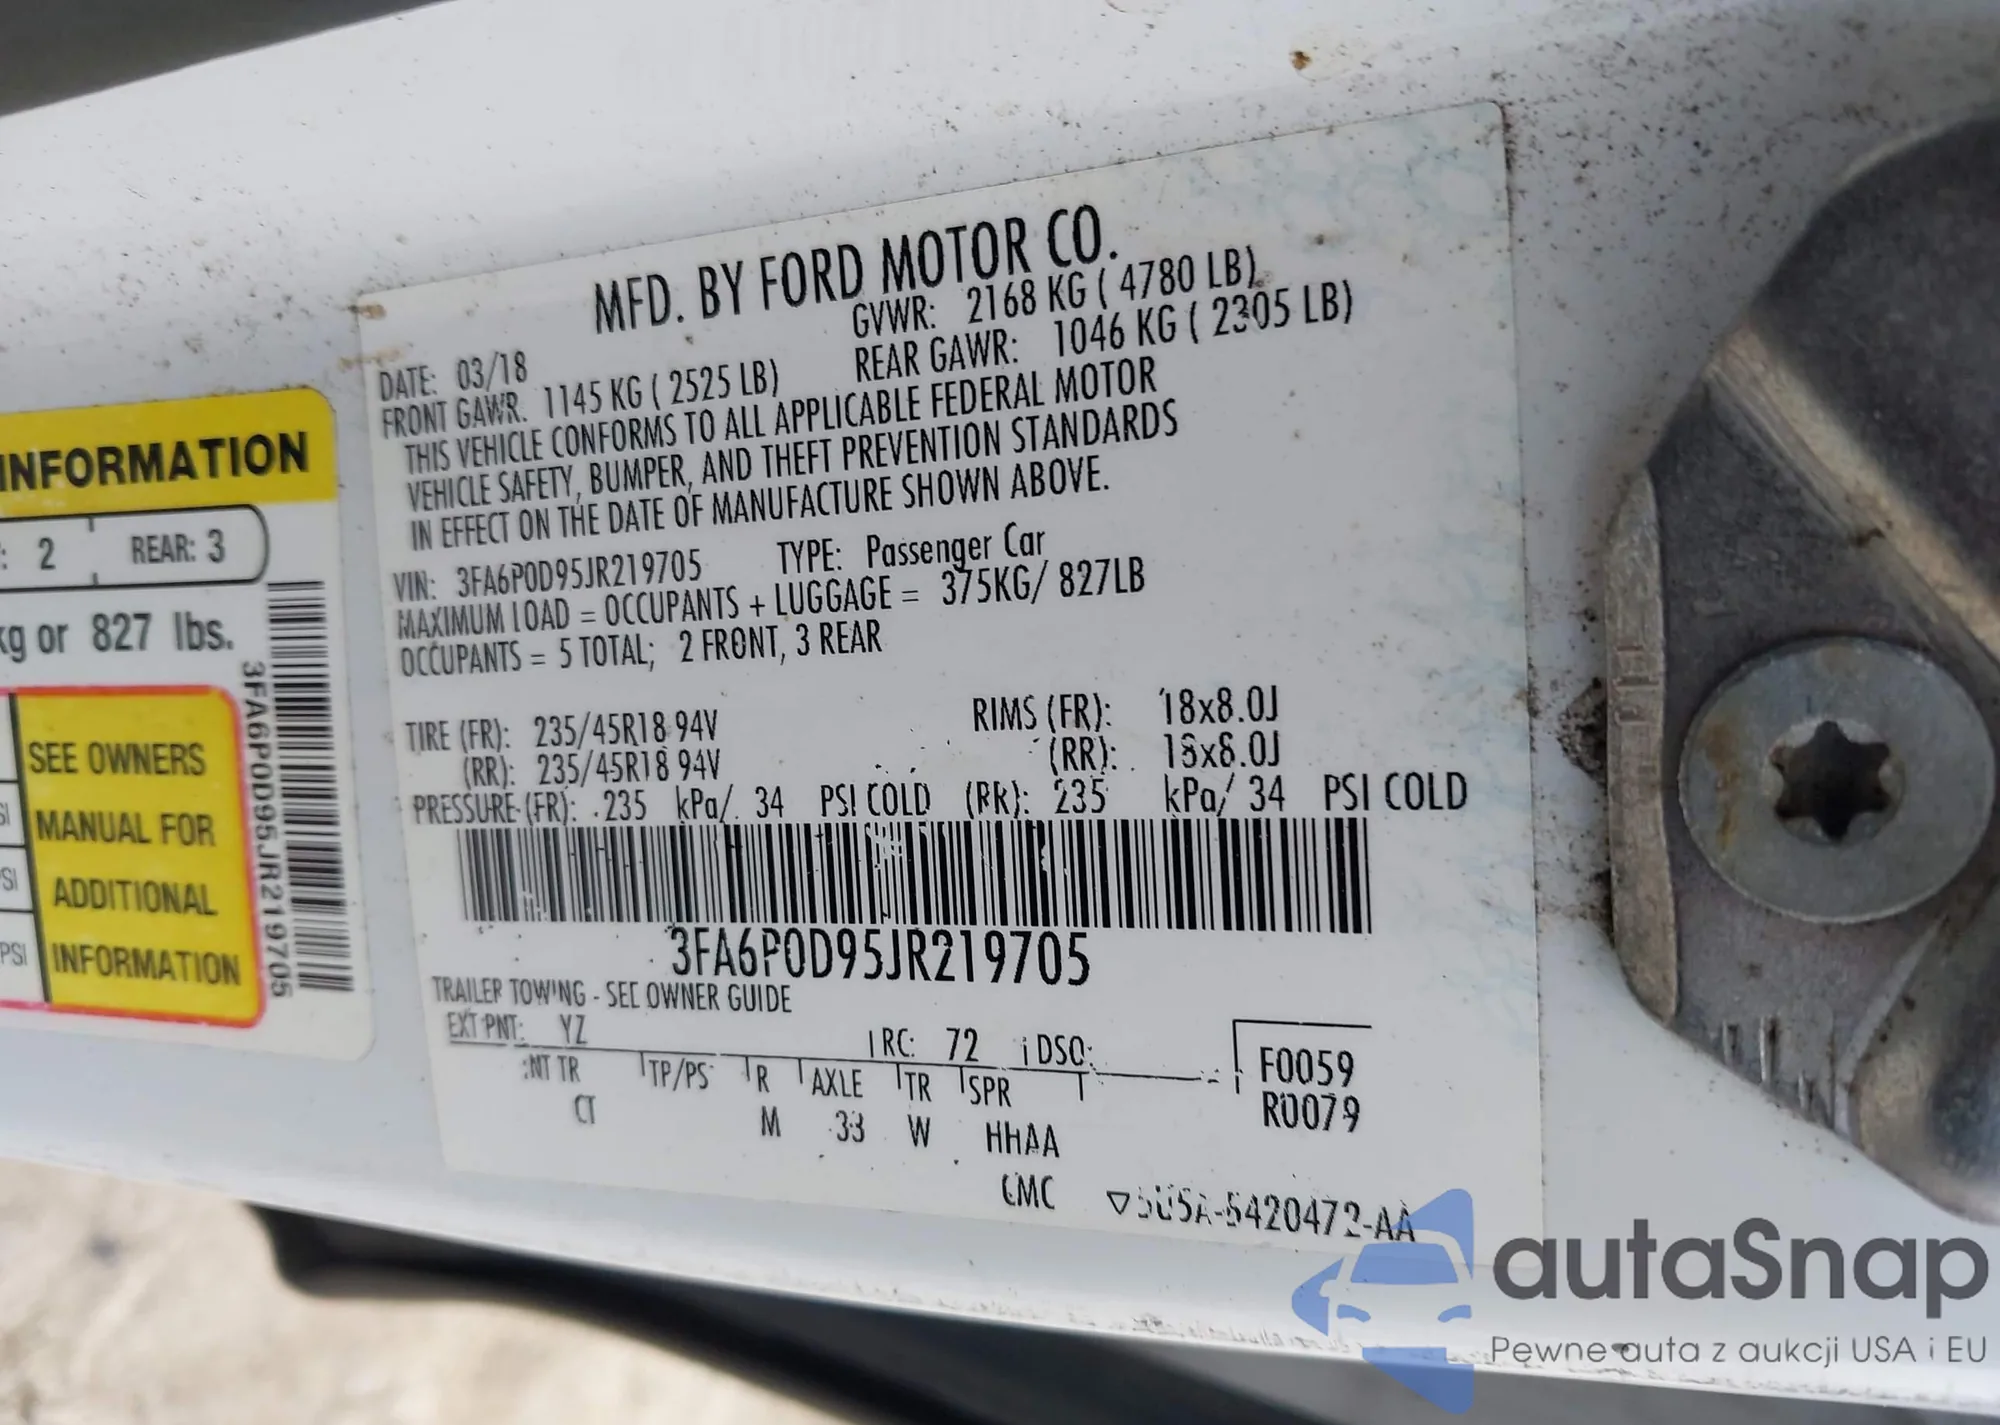 INFORMATION
: 2 REAR: 3
kg or 827 lbs.
SEE OWNERS
MANUAL FOR
ADDITIONAL
INFORMATION
PSI
3FA6P0D95JR219705
MFD. BY FORD MOTOR CO.
DATE: 03/18 GVWR: 2168 KG ( 4780 LB)
FRONT GAWR. 1145 KG ( 2525 LB) REAR GAWR: 1046 KG ( 2305 LB)
THIS VEHICLE CONFORMS TO ALL APPLICABLE FEDERAL MOTOR
VEHICLE SAFETY, BUMPER, AND THEFT PREVENTION STANDARDS
IN EFFECT ON THE DATE OF MANUFACTURE SHOWN ABOVE.
VIN: 3FA6P0D95JR219705 TYPE: Passenger Car
MAXIMUM LOAD = OCCUPANTS + LUGGAGE = 375KG/ 827LB
OCCUPANTS = 5 TOTAL; 2 FRONT, 3 REAR
TIRE (FR): 235/45R18 94V RIMS (FR): 18x8.0J
(RR): 235/45R18 94V (RR): 18x8.0J
PRESSURE (FR): 235 kPa/ 34 PSI COLD (RR): 235 kPa/ 34 PSI COLD
3FA6P0D95JR219705
TRAILER TOWING - SEE OWNER GUIDE
EXT PNT: YZ RC: 72 DSO:
INT TR TP/PS R AXLE TR SPR
CT M 33 W HHAA
F0059
R0079
autaSnap
Pewne auta z aukcji USA i EU